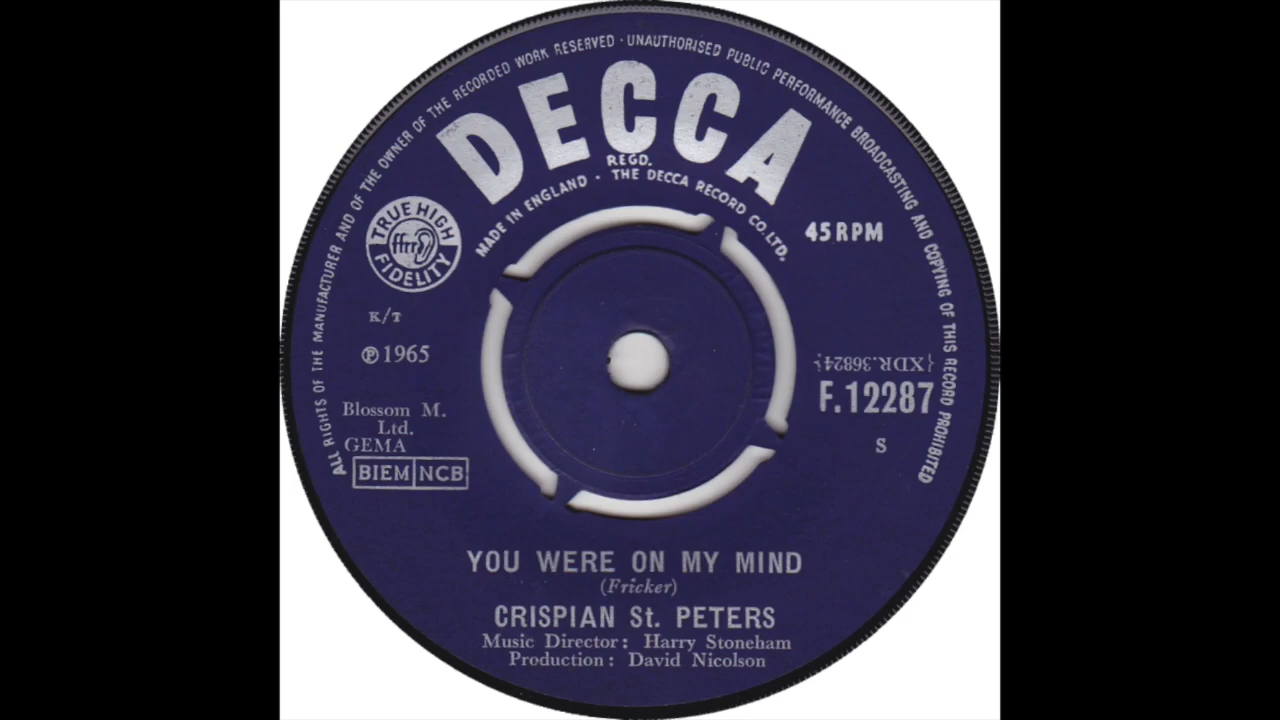 ALL RIGHTS OF THE MANUFACTURER AND OF THE OWNER OF THE RECORDED WORK RESERVED · UNAUTHORISED PUBLIC PERFORMANCE BROADCASTING AND COPYING OF THIS RECORD PROHIBITED
DECCA
REGD.
MADE IN ENGLAND · THE DECCA RECORD CO. LTD.
TRUE HIGH
ffrr
FIDELITY
45 RPM
K/T
℗ 1965
{XDR.36824}
F.12287
S
Blossom M.
Ltd.
GEMA
BIEM NCB
YOU WERE ON MY MIND
(Fricker)
CRISPIAN St. PETERS
Music Director : Harry Stoneham
Production : David Nicolson